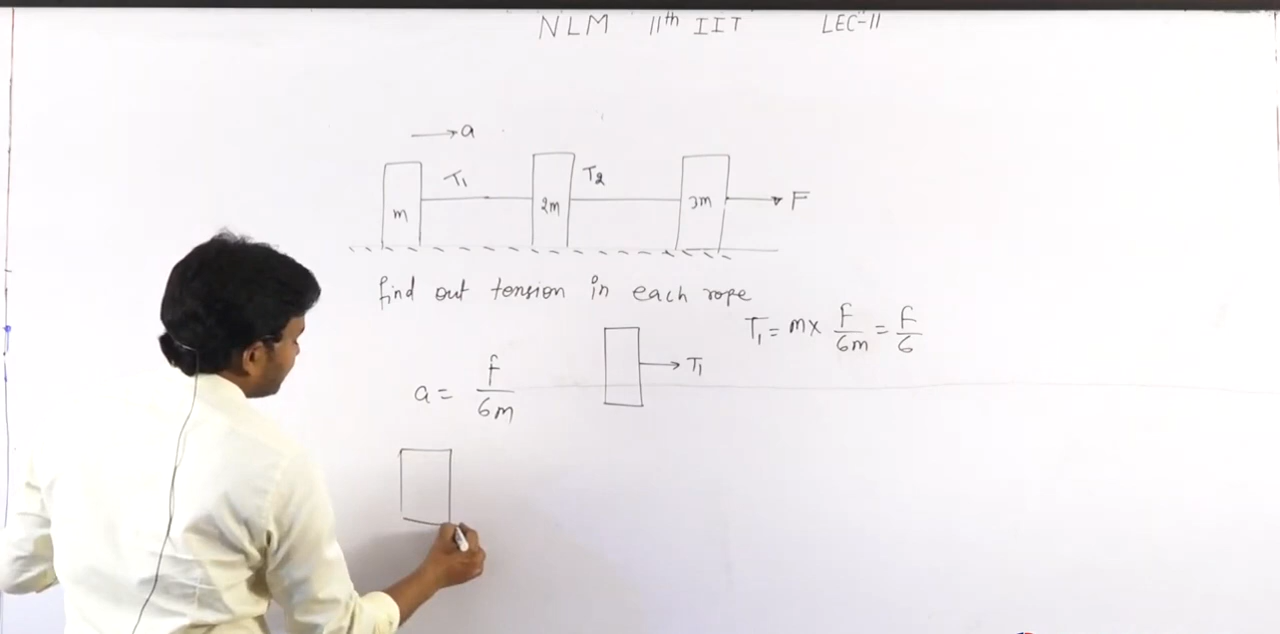 NLM 11th IIT LEC-11
→a
T₁ T₂
m 2m 3m F
find out tension in each rope
T₁ = m× F/6m = F/6
T₁
a = f/6m